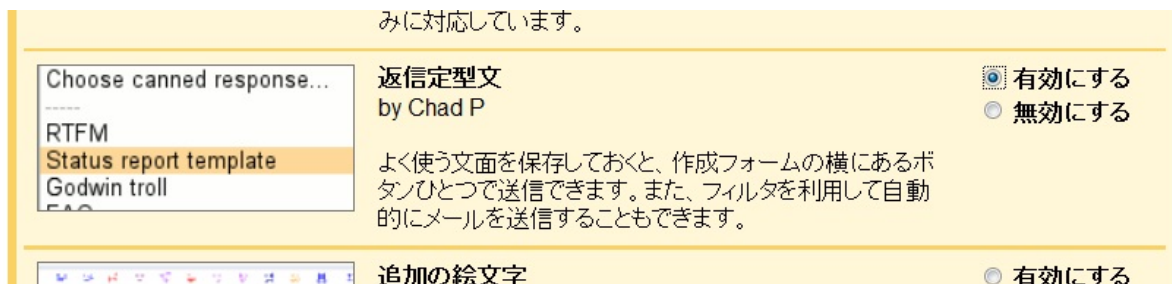 みに対応しています。
Choose canned response...
-----
RTFM
Status report template
Godwin troll
FAQ
返信定型文
by Chad P
よく使う文面を保存しておくと、作成フォームの横にあるボ
タンひとつで送信できます。また、フィルタを利用して自動
的にメールを送信することもできます。
有効にする
無効にする
追加の絵文字
有効にする